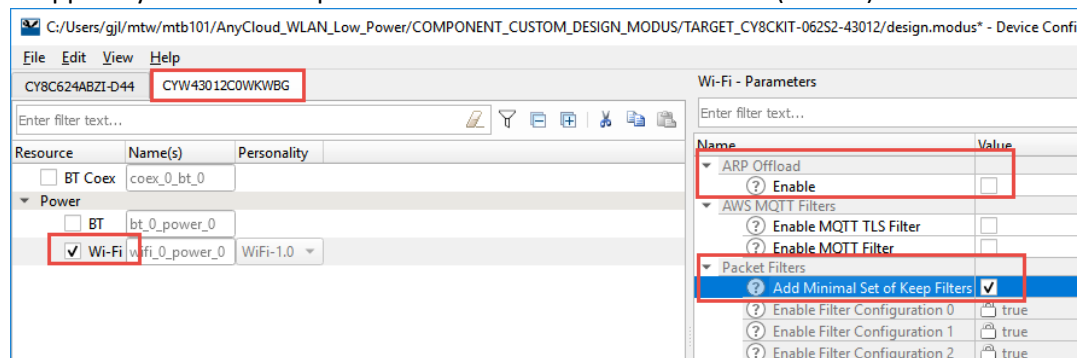 C:/Users/gjl/mtw/mtb101/AnyCloud_WLAN_Low_Power/COMPONENT_CUSTOM_DESIGN_MODUS/TARGET_CY8CKIT-062S2-43012/design.modus* - Device Confi
File Edit View Help
CY8C624ABZI-D44 CYW43012C0WKWBG
Wi-Fi - Parameters
Enter filter text...
Enter filter text...
Resource Name(s) Personality
Name Value
BT Coex coex_0_bt_0
ARP Offload
Enable
Power
AWS MQTT Filters
BT bt_0_power_0
Enable MQTT TLS Filter
Wi-Fi wifi_0_power_0 WiFi-1.0
Enable MQTT Filter
Packet Filters
Add Minimal Set of Keep Filters
Enable Filter Configuration 0 true
Enable Filter Configuration 1 true
Enable Filter Configuration 2 true